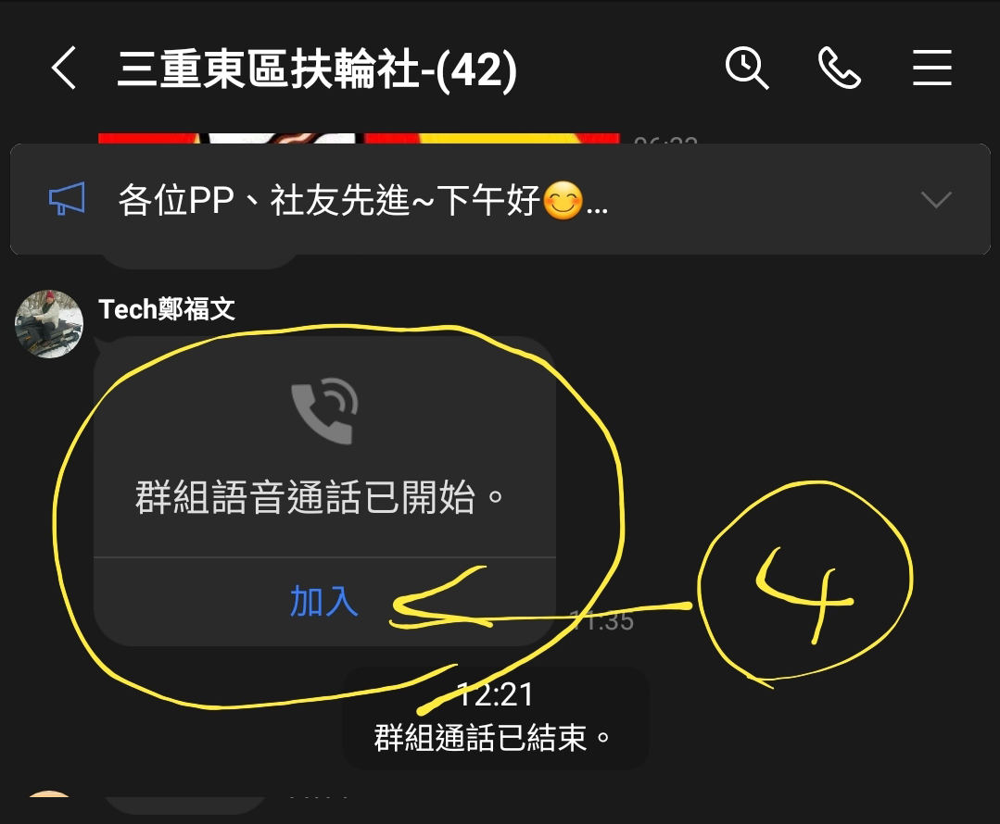 三重東區扶輪社-(42)
各位PP、社友先進~下午好😊...
Tech鄭福文
群組語音通話已開始。
加入
11:35
4
12:21
群組通話已結束。